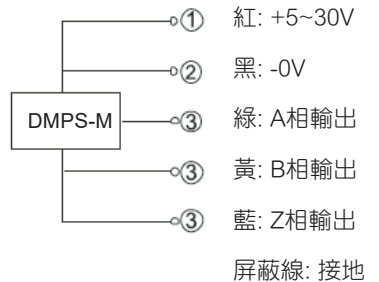 ① 紅: +5~30V
② 黑: -0V
DMPS-M ③ 綠: A相輸出
③ 黃: B相輸出
③ 藍: Z相輸出
屏蔽線: 接地